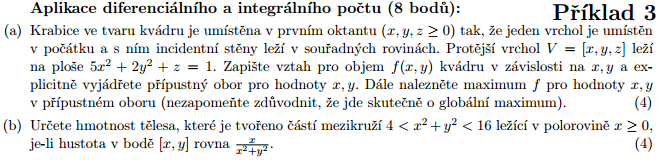 Aplikace diferenciálního a integrálního počtu (8 bodů):
Příklad 3
(a) Krabice ve tvaru kvádru je umístěna v prvním oktantu (x, y, z ≥ 0) tak, že jeden vrchol je umístěn
v počátku a s ním incidentní stěny leží v souřadných rovinách. Protější vrchol V = [x, y, z] leží
na ploše 5x² + 2y² + z = 1. Zapište vztah pro objem f(x, y) kvádru v závislosti na x, y a ex-
plicitně vyjádřete přípustný obor pro hodnoty x, y. Dále nalezněte maximum f pro hodnoty x, y
v přípustném oboru (nezapomeňte zdůvodnit, že jde skutečně o globální maximum). (4)
(b) Určete hmotnost tělesa, které je tvořeno částí mezikruží 4 < x² + y² < 16 ležící v polorovině x ≥ 0,
je-li hustota v bodě [x, y] rovna x/(x²+y²). (4)